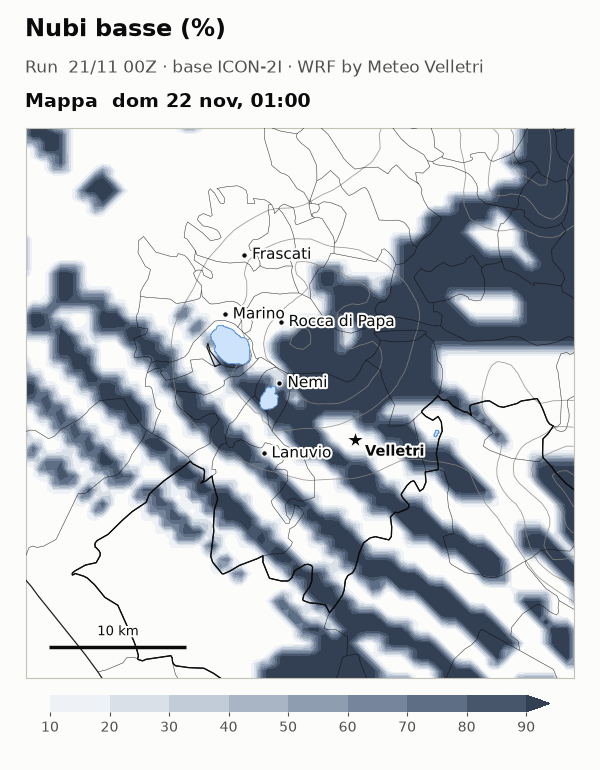 Nubi basse (%)
Run  21/11 00Z · base ICON-2I · WRF by Meteo Velletri
Mappa  dom 22 nov, 01:00
Frascati
Marino
Rocca di Papa
Nemi
Velletri
Lanuvio
10 km
10 20 30 40 50 60 70 80 90